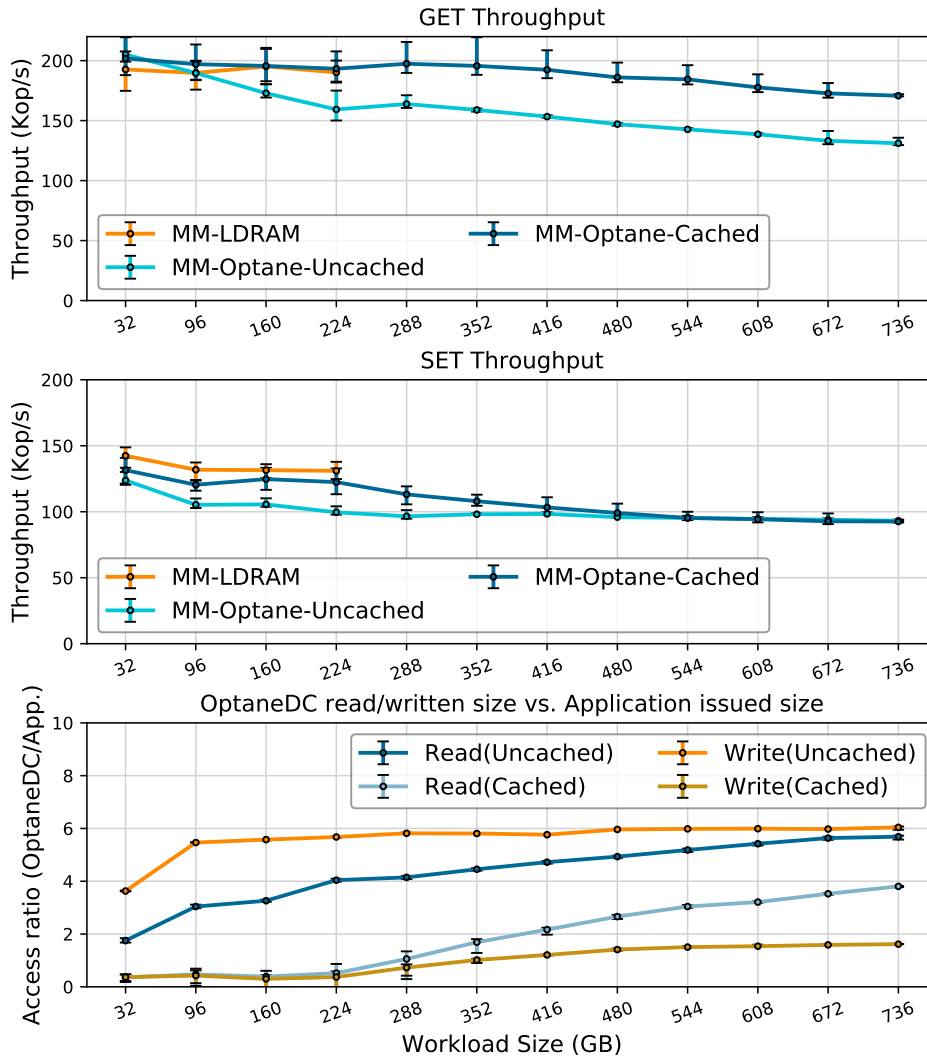 GET Throughput
Throughput (Kop/s)
200
150
100
50
0
MM-LDRAM
MM-Optane-Uncached
MM-Optane-Cached
32 96 160 224 288 352 416 480 544 608 672 736
SET Throughput
Throughput (Kop/s)
200
150
100
50
0
MM-LDRAM
MM-Optane-Uncached
MM-Optane-Cached
32 96 160 224 288 352 416 480 544 608 672 736
OptaneDC read/written size vs. Application issued size
Access ratio (OptaneDC/App.)
10
8
6
4
2
0
Read(Uncached)
Read(Cached)
Write(Uncached)
Write(Cached)
32 96 160 224 288 352 416 480 544 608 672 736
Workload Size (GB)